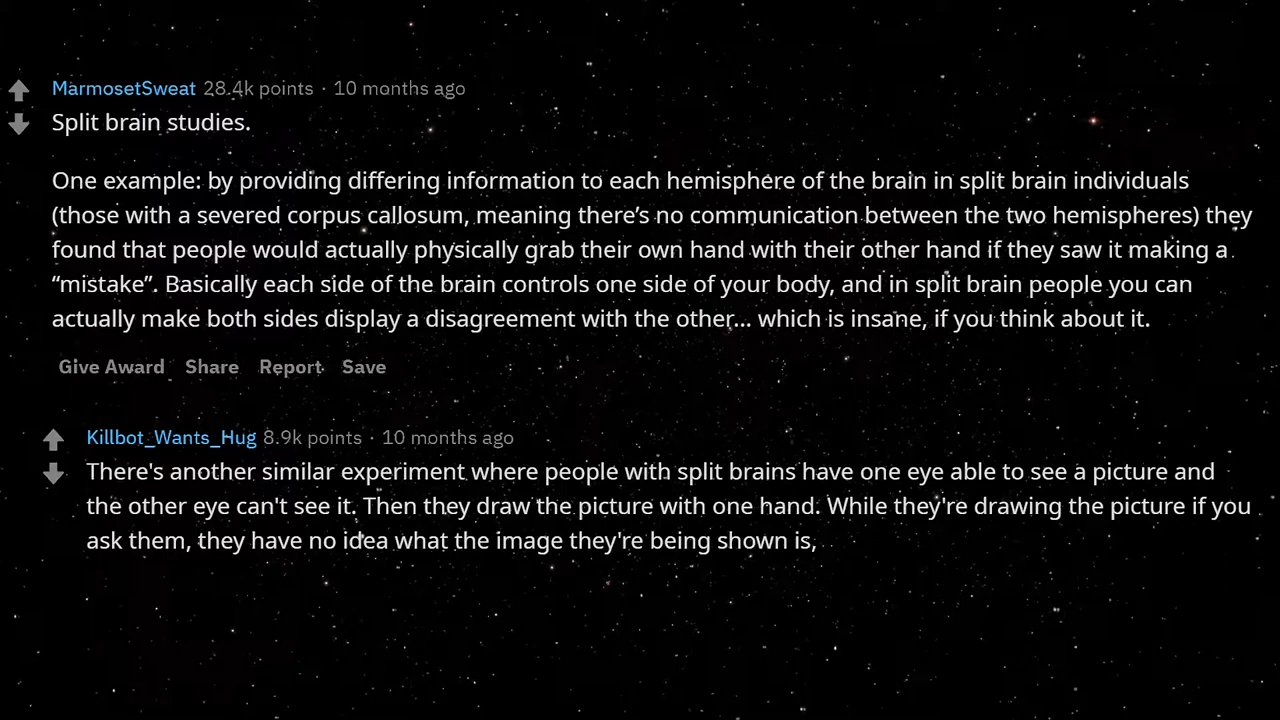 MarmosetSweat 28.4k points · 10 months ago
Split brain studies.
One example: by providing differing information to each hemisphere of the brain in split brain individuals
(those with a severed corpus callosum, meaning there’s no communication between the two hemispheres) they
found that people would actually physically grab their own hand with their other hand if they saw it making a
“mistake”. Basically each side of the brain controls one side of your body, and in split brain people you can
actually make both sides display a disagreement with the other... which is insane, if you think about it.
Give Award Share Report Save
Killbot_Wants_Hug 8.9k points · 10 months ago
There's another similar experiment where people with split brains have one eye able to see a picture and
the other eye can't see it. Then they draw the picture with one hand. While they're drawing the picture if you
ask them, they have no idea what the image they're being shown is,